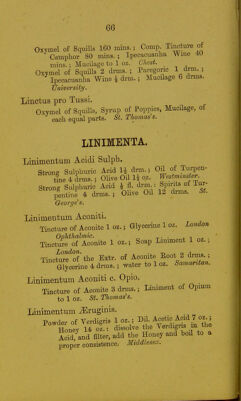 66
Oxymel of Squills 160 mins. ; Comp. Tincture of
Camphor 80 mins. ; Ipecacuanha Wine 40
mins. ; Mucilage to 1 oz. Chest.
Oxymel of Squills 2 drms. ; Paregoric 1 drm. ;
Ipecacuanha Wine ½ drm. ; Mucilage 6 drms.
University.
Linctus pro Tussi.
Oxymel of Squills, Syrup of Poppies, Mucilage, of
each equal parts. St. Thomas's.
LINIMENTA.
Linimentum Acidi Sulph.
Strong Sulphuric Acid 1½ drm. ; Oil of Turpen-
tine 4 drms. ; Olive Oil 1½ oz. Westminster.
Strong Sulphuric Acid ½ fl. drm. : Spirits of Tur-
pentine 4 drms. ; Olive Oil 12 drms. St.
George's.
Linimentum Aconiti.
Tincture of Aconite 1 oz. ; Glycerine 1 oz. London
Ophthalmic.
Tincture of Aconite 1 oz. ; Soap Liniment 1 oz. ;
London.
Tincture of the Extr. of Aconite Root 2 drms. ;
Glycerine 4 drms. ; water to 1 oz. Samaritan.
Linimentum Aconiti c. Opio.
Tincture of Aconite 3 drms. ; Liniment of Opium
to 1 oz. St. Thomas's.
Linimentum Æruginis.
Powder of Verdigris 1 oz. ; Dil. Acetic Acid 7 oz. ;
Honey 14 oz. : dissolve the Verdigris in the
Acid, and filter, add the Honey and boil to a
proper consistence. Middlesex.